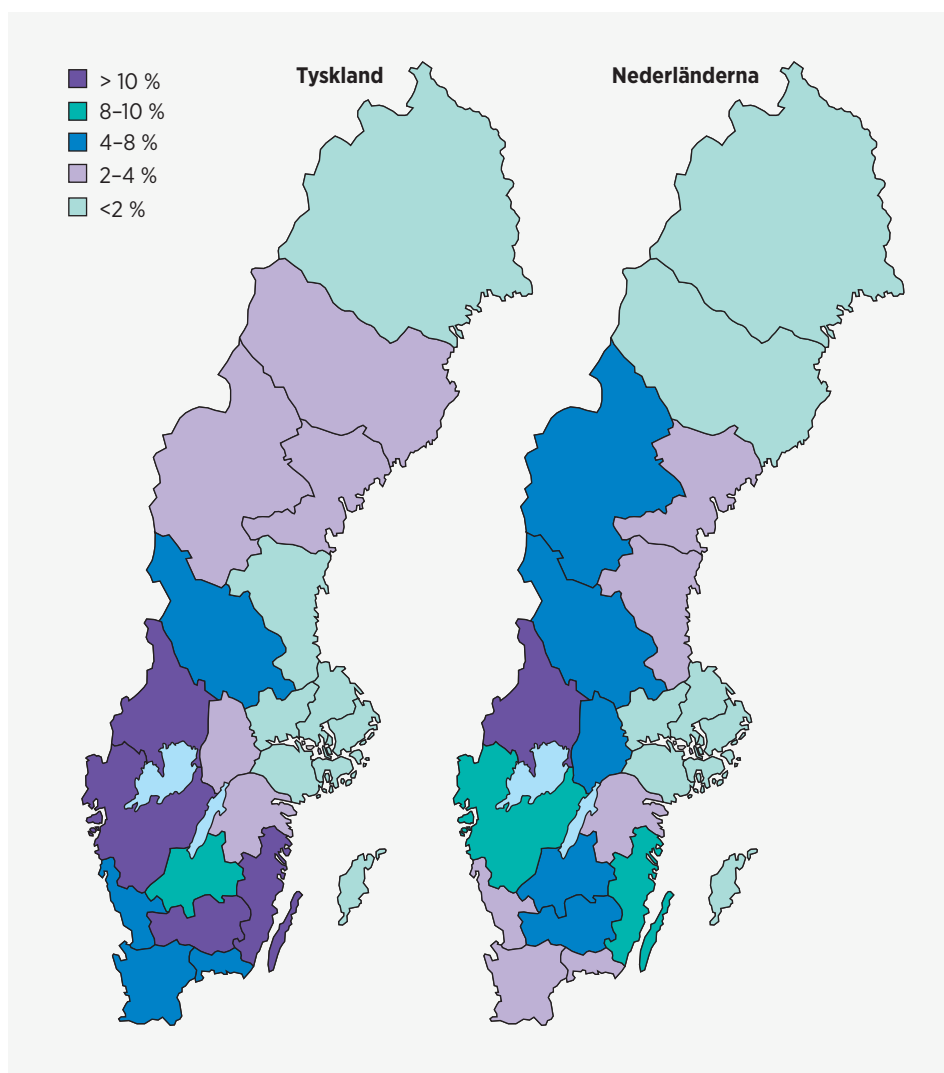 > 10 %
8–10 %
4–8 %
2–4 %
<2 %
Tyskland
Nederländerna